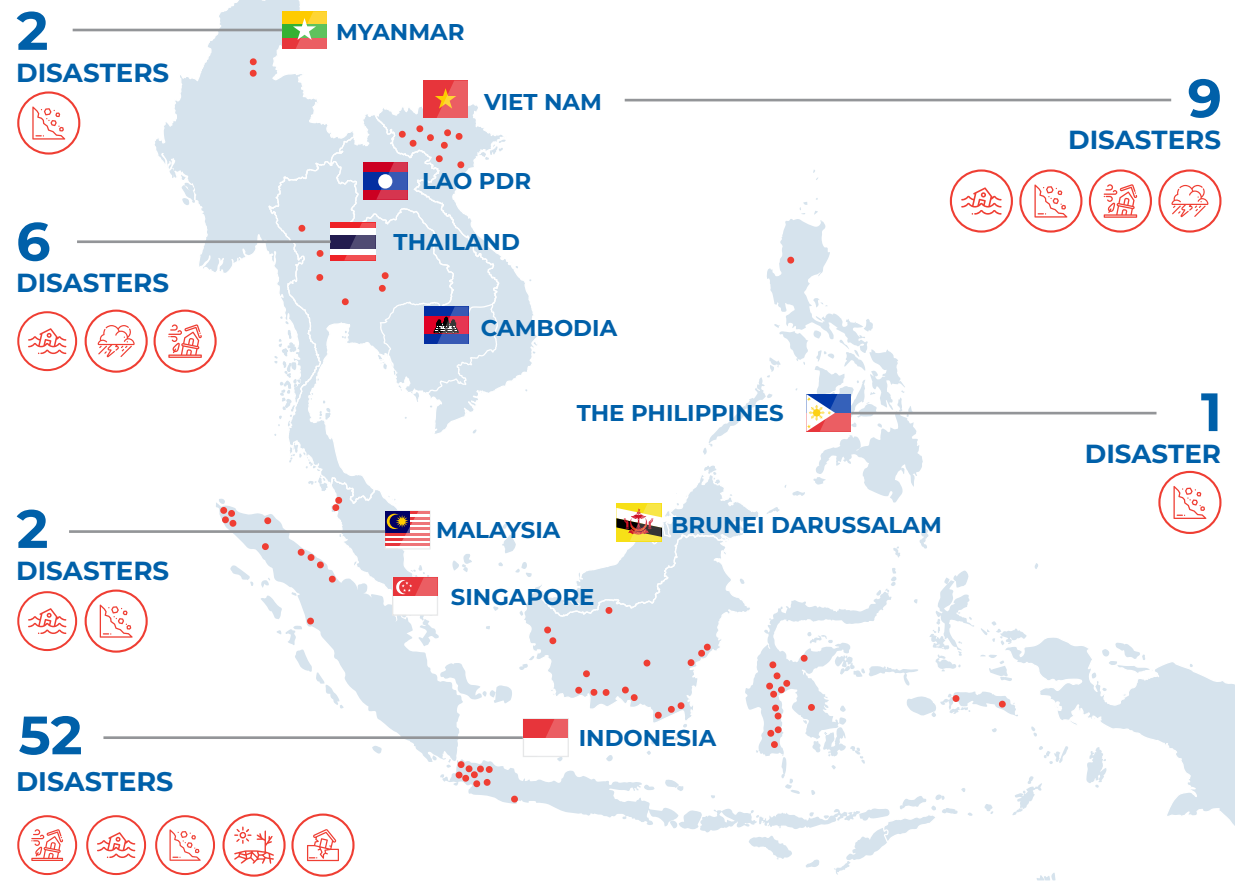 2
DISASTERS
MYANMAR
VIET NAM
9
DISASTERS
LAO PDR
6
DISASTERS
THAILAND
CAMBODIA
THE PHILIPPINES
1
DISASTER
2
DISASTERS
MALAYSIA
BRUNEI DARUSSALAM
SINGAPORE
52
DISASTERS
INDONESIA